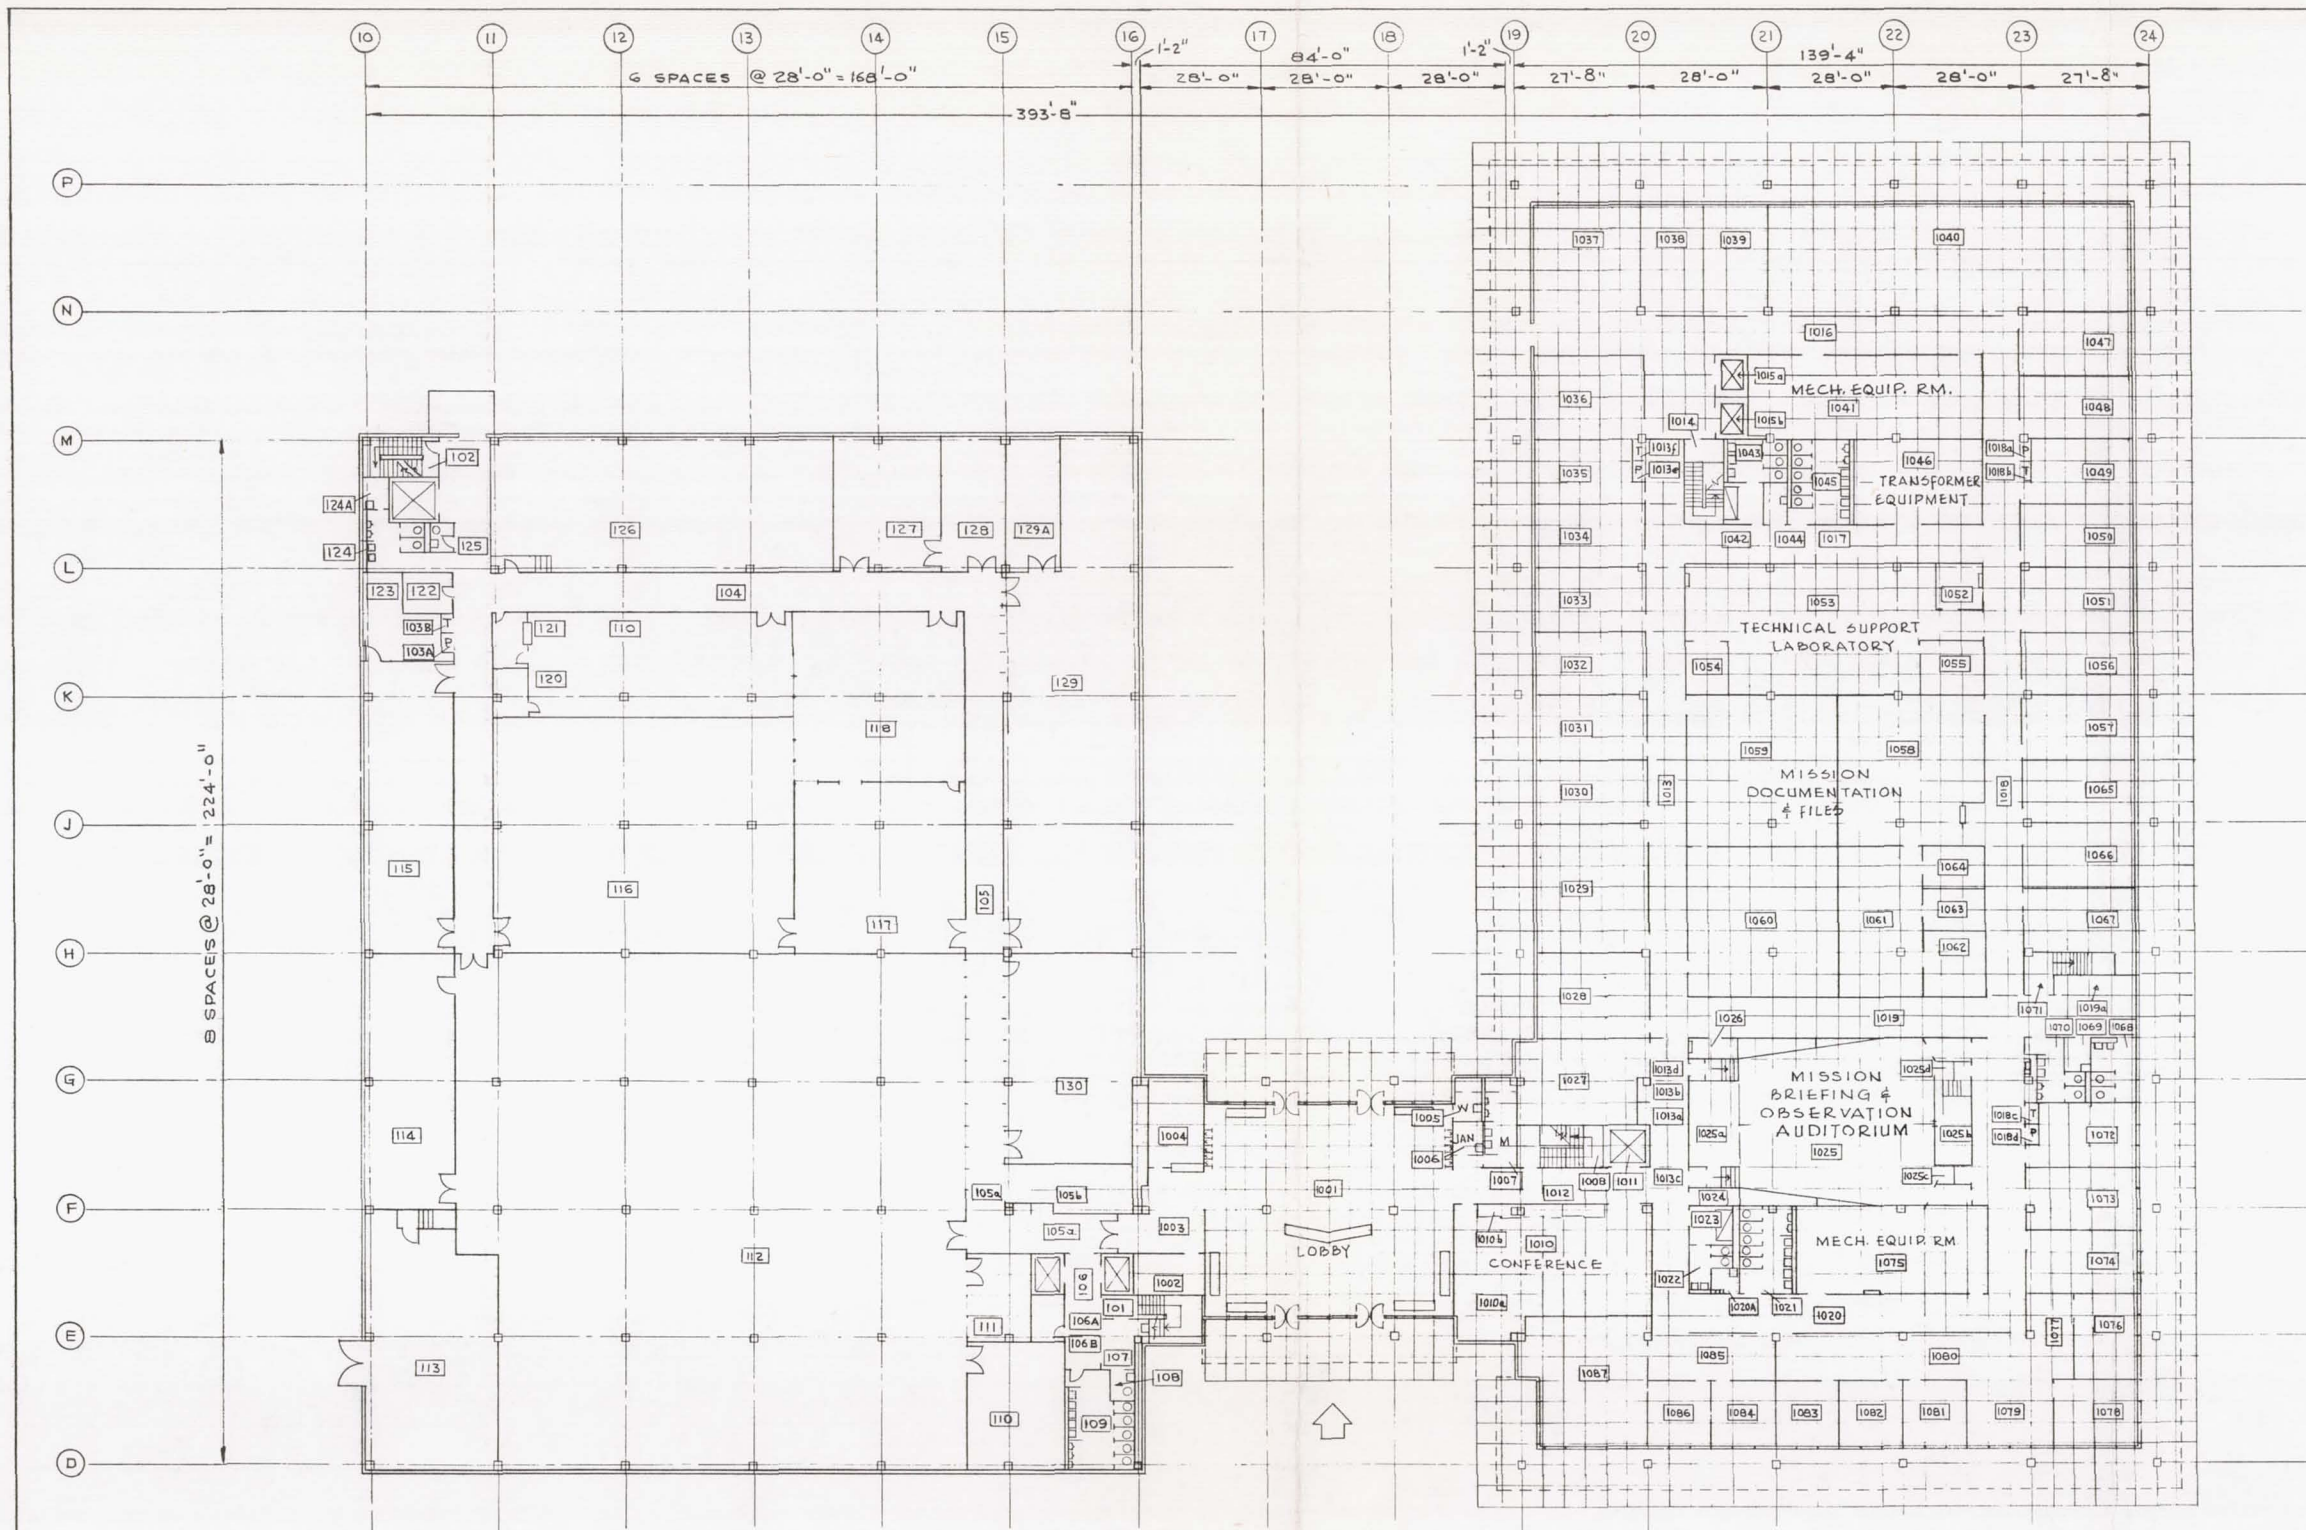 10 11 12 13 14 15 16 17 18 19 20 21 22 23 24
1'-2" 84'-0" 1'-2" 139'-4"
6 SPACES @ 28'-0" = 168'-0" 28'-0" 28'-0" 28'-0" 27'-8" 28'-0" 28'-0" 28'-0" 27'-8"
393'-8"
P
N
M
L
K
J
H
G
F
E
D
8 SPACES @ 28'-0" = 224'-0"
102
124A
124
125
126
127
128
129A
123
122
104
103B
103A
121
110
120
129
118
115
116
105
117
130
114
105a
105b
105a
112
106
101
106A
106B
111
107
108
113
110
109
1004
1003
1002
1001
LOBBY
1005
W
JAN
M
1006
1007
1012
1008
1011
1010b
1010
CONFERENCE
1010a
1037
1038
1039
1040
1016
1047
1015a
MECH. EQUIP. RM.
1041
1036
1048
1015b
1014
1013f
T
P
1013e
1043
1045
1046
TRANSFORMER
EQUIPMENT
1018a
P
1018b
T
1035
1049
1034
1042
1044
1017
1050
1033
1053
1052
1051
TECHNICAL SUPPORT
LABORATORY
1032
1054
1055
1056
1031
1059
1058
1057
MISSION
DOCUMENTATION
& FILES
1030
1013
1018
1065
1029
1064
1066
1060
1061
1063
1067
1062
1028
1026
1019
1071
1019a
1070
1069
1068
1027
1013d
1013b
1013a
1025a
MISSION
BRIEFING &
OBSERVATION
AUDITORIUM
1025
1025d
1025b
1025c
1018c
T
1018d
P
1072
1013c
1024
1073
1023
1022
1020A
1021
MECH. EQUIP. RM
1075
1020
1074
1077
1076
1087
1085
1080
1086
1084
1083
1082
1081
1079
1078
T
P